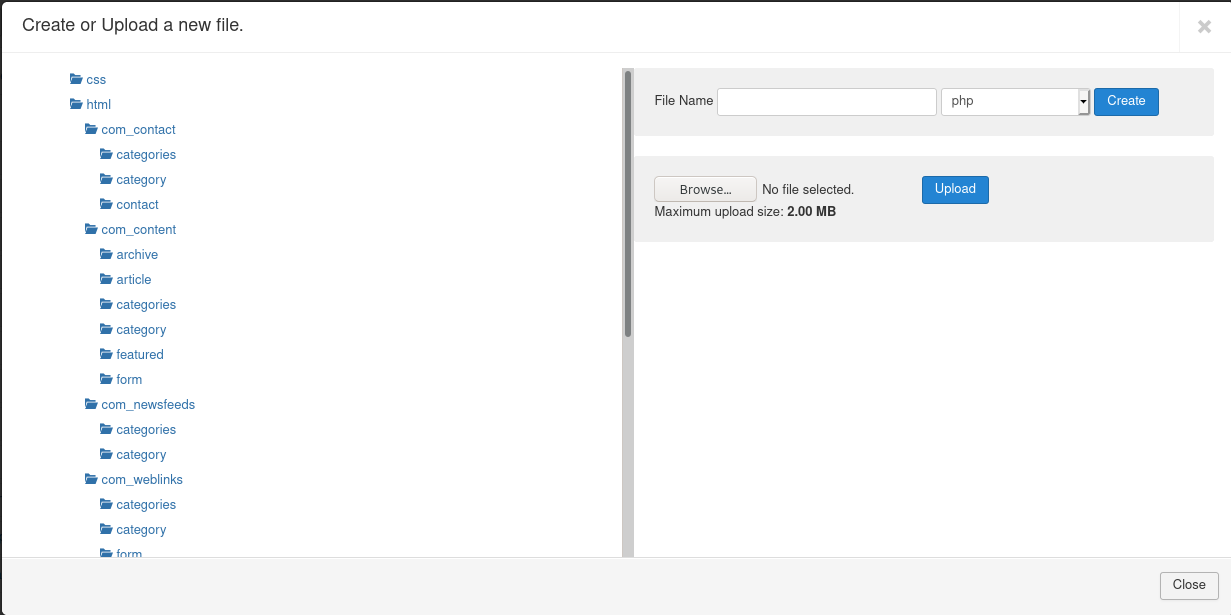 Create or Upload a new file.
×
css
html
com_contact
categories
category
contact
com_content
archive
article
categories
category
featured
form
com_newsfeeds
categories
category
com_weblinks
categories
category
form
File Name
php
Create
Browse...
No file selected.
Upload
Maximum upload size: 2.00 MB
Close